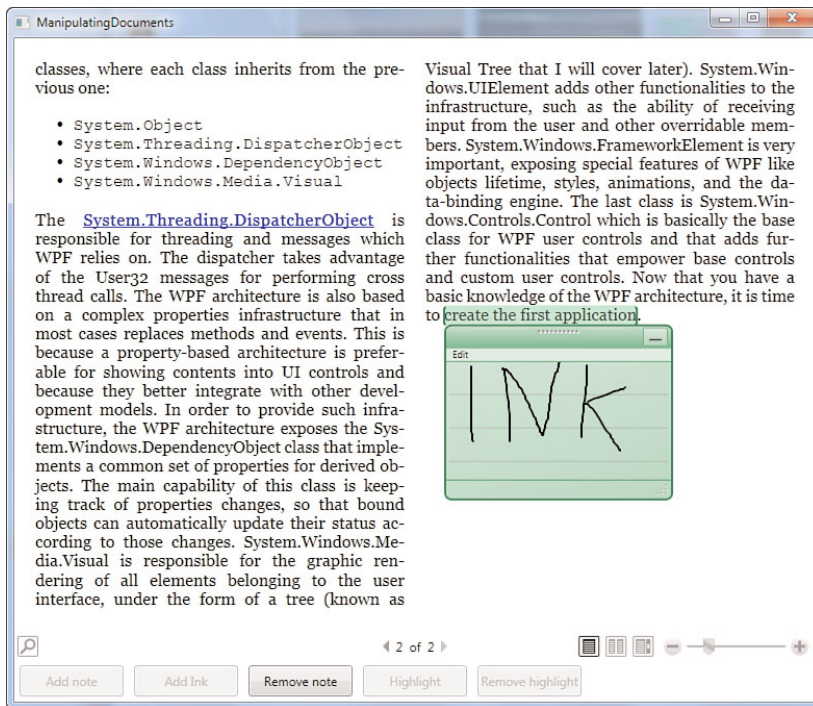 ManipulatingDocuments
classes, where each class inherits from the pre-
vious one:
• System.Object
• System.Threading.DispatcherObject
• System.Windows.DependencyObject
• System.Windows.Media.Visual
The System.Threading.DispatcherObject is
responsible for threading and messages which
WPF relies on. The dispatcher takes advantage
of the User32 messages for performing cross
thread calls. The WPF architecture is also based
on a complex properties infrastructure that in
most cases replaces methods and events. This is
because a property-based architecture is prefer-
able for showing contents into UI controls and
because they better integrate with other devel-
opment models. In order to provide such infra-
structure, the WPF architecture exposes the Sys-
tem.Windows.DependencyObject class that imple-
ments a common set of properties for derived ob-
jects. The main capability of this class is keep-
ing track of properties changes, so that bound
objects can automatically update their status ac-
cording to those changes. System.Windows.Me-
dia.Visual is responsible for the graphic ren-
dering of all elements belonging to the user
interface, under the form of a tree (known as
Visual Tree that I will cover later). System.Win-
dows.UIElement adds other functionalities to the
infrastructure, such as the ability of receiving
input from the user and other overridable mem-
bers. System.Windows.FrameworkElement is very
important, exposing special features of WPF like
objects lifetime, styles, animations, and the da-
ta-binding engine. The last class is System.Win-
dows.Controls.Control which is basically the base
class for WPF user controls and that adds fur-
ther functionalities that empower base controls
and custom user controls. Now that you have a
basic knowledge of the WPF architecture, it is time
to create the first application.
Edit
INK
2 of 2
Add note Add Ink Remove note Highlight Remove highlight